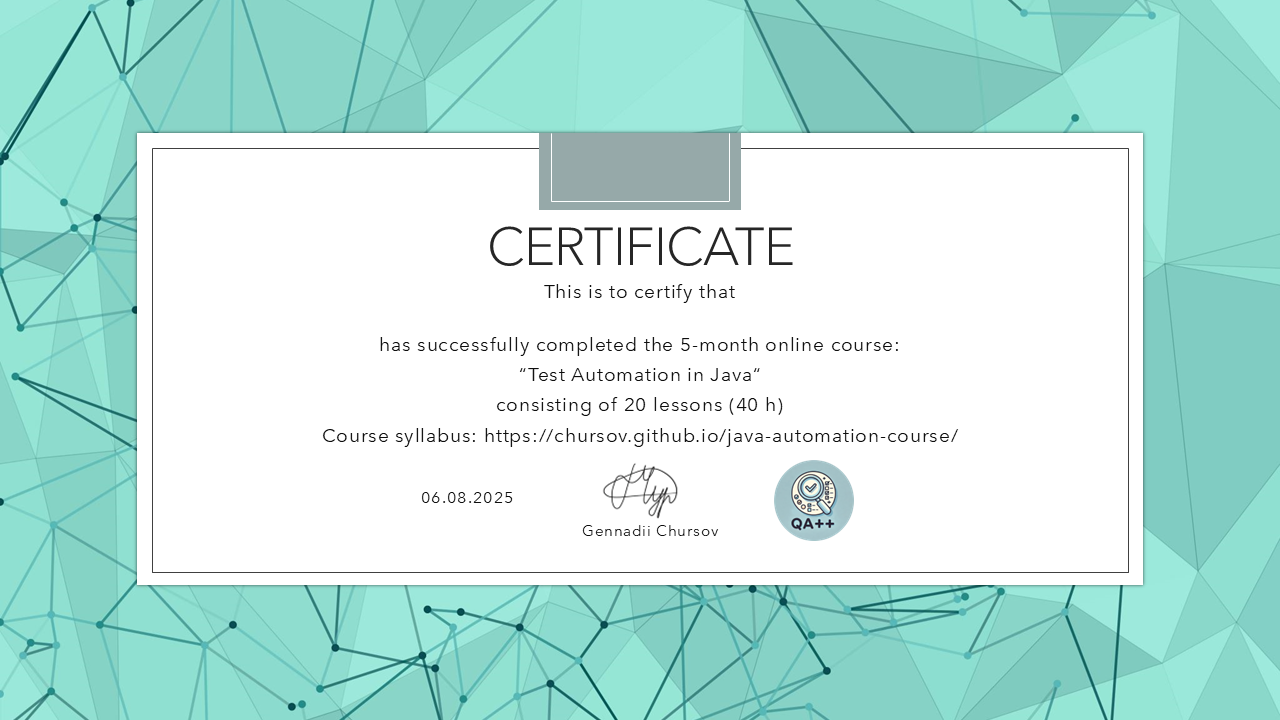 CERTIFICATE
This is to certify that
has successfully completed the 5-month online course:
“Test Automation in Java“
consisting of 20 lessons (40 h)
Course syllabus: https://chursov.github.io/java-automation-course/
06.08.2025
Gennadii Chursov
QA++